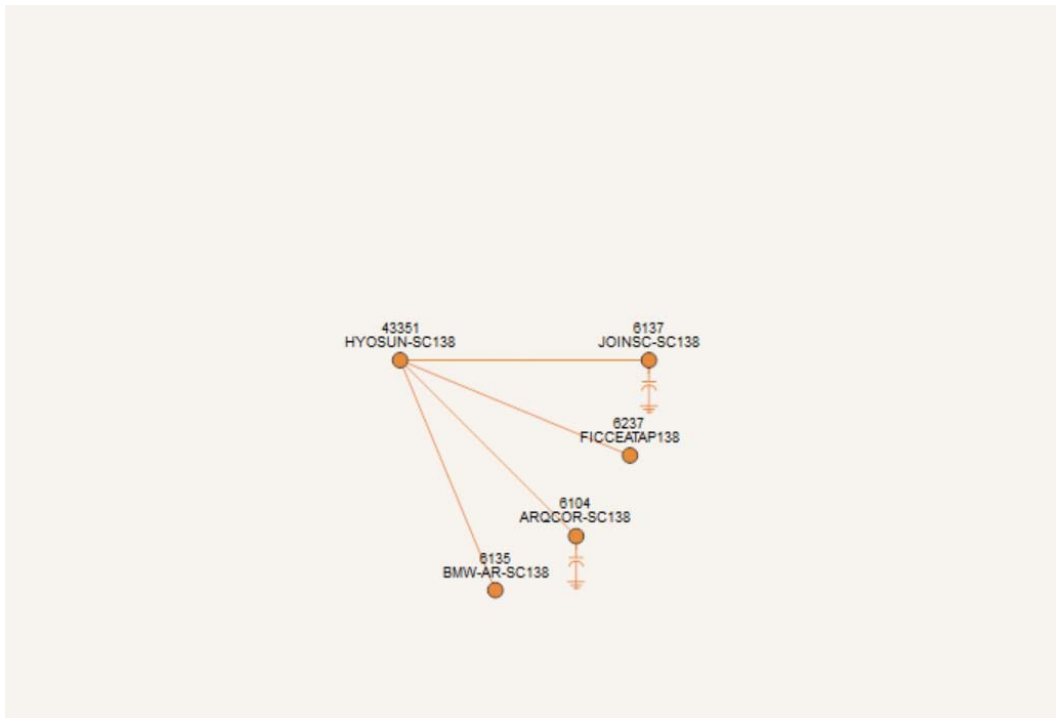 43351
HYOSUN-SC138
6137
JOINSC-SC138
6237
FICCEATAP138
6104
ARQCOR-SC138
6135
BMW-AR-SC138